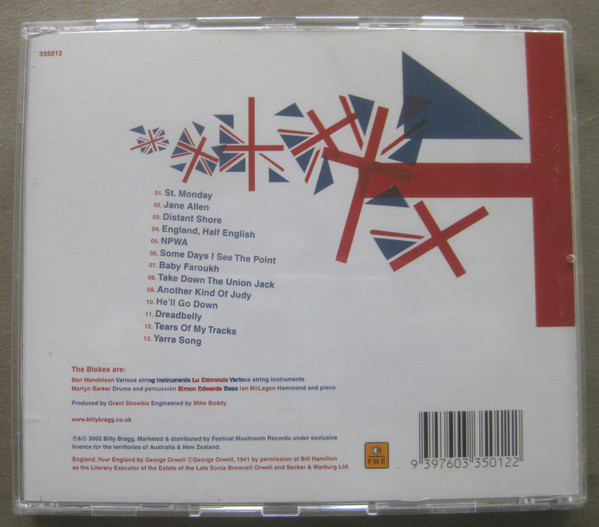 335012
01. St. Monday
02. Jane Allen
03. Distant Shore
04. England, Half English
05. NPWA
06. Some Days I See The Point
07. Baby Faroukh
08. Take Down The Union Jack
09. Another Kind Of Judy
10. He'll Go Down
11. Dreadbelly
12. Tears Of My Tracks
13. Yarra Song
The Blokes are:
Ben Mandelson Various string instruments Lu Edmonds Various string instruments
Martyn Barker Drums and percussion Simon Edwards Bass Ian McLagan Hammond and piano
Produced by Grant Showbiz Engineered by Mike Boddy
www.billybragg.co.uk
℗&© 2002 Billy Bragg. Marketed & distributed by Festival Mushroom Records under exclusive
licence for the territories of Australia & New Zealand.
England, Your England by George Orwell ©George Orwell, 1941 by permission of Bill Hamilton
as the Literary Executor of the Estate of the Late Sonia Brownell Orwell and Secker & Warburg Ltd.
FMR
9 397603 350122